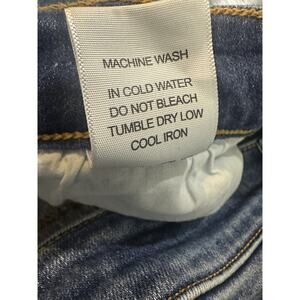 MACHINE WASH
IN COLD WATER
DO NOT BLEACH
TUMBLE DRY LOW
COOL IRON